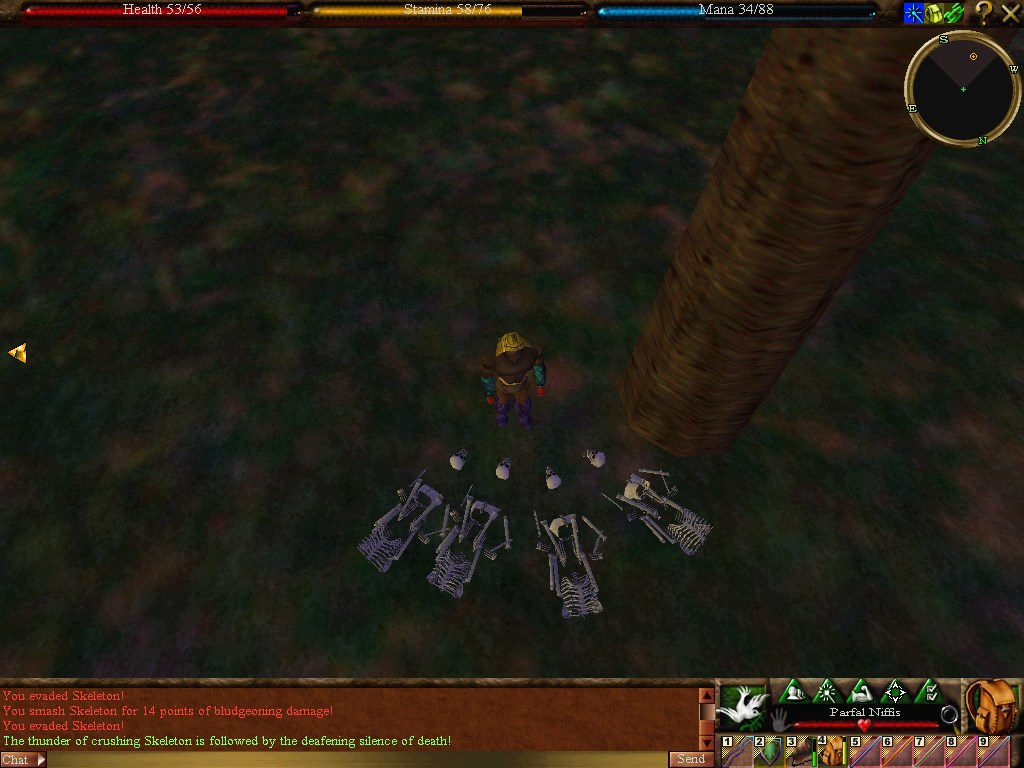 Health 53/56 Stamina 58/76 Mana 34/88
S
W
E
N
You evaded Skeleton!
You smash Skeleton for 14 points of bludgeoning damage!
You evaded Skeleton!
The thunder of crushing Skeleton is followed by the deafening silence of death!
Chat Send
Parfal Niffis
1 2 3 4 5 6 7 8 9